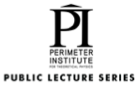 PI
PERIMETER
INSTITUTE
FOR THEORETICAL PHYSICS
PUBLIC LECTURE SERIES